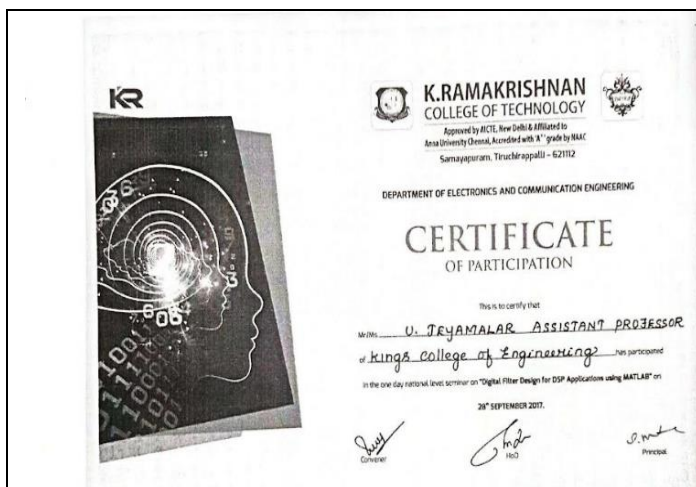 KR
K.RAMAKRISHNAN
COLLEGE OF TECHNOLOGY
Approved by AICTE, New Delhi & Affiliated to
Anna University Chennai, Accredited with 'A' grade by NAAC
Samayapuram, Tiruchirappalli – 621112
DEPARTMENT OF ELECTRONICS AND COMMUNICATION ENGINEERING
CERTIFICATE
OF PARTICIPATION
This is to certify that
Mr/Ms U. JEYAMALAR ASSISTANT PROFESSOR
of Kings College of Engineering has participated
in the one day national level seminar on "Digital Filter Design for DSP Applications using MATLAB" on
28th SEPTEMBER 2017.
Convener
HoD
Principal